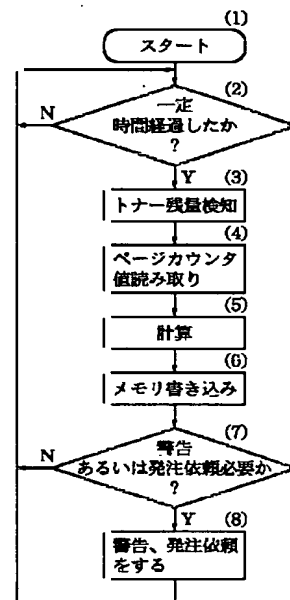 (1)
スタート
(2)
一定
時間経過したか
?
N
Y
(3)
トナー残量検知
(4)
ページカウンタ
値読み取り
(5)
計算
(6)
メモリ書き込み
(7)
警告
あるいは発注依頼必要か
?
N
Y
(8)
警告、発注依頼
をする